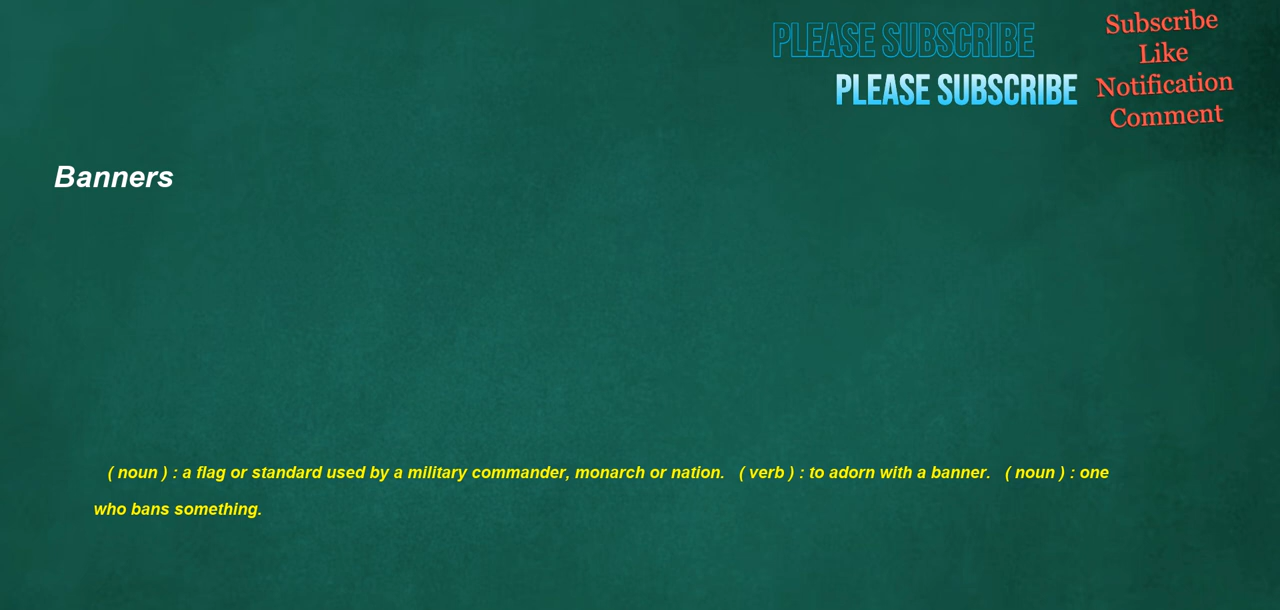 PLEASE SUBSCRIBE
PLEASE SUBSCRIBE
Subscribe
Like
Notification
Comment
Banners
( noun ) : a flag or standard used by a military commander, monarch or nation. ( verb ) : to adorn with a banner. ( noun ) : one
who bans something.